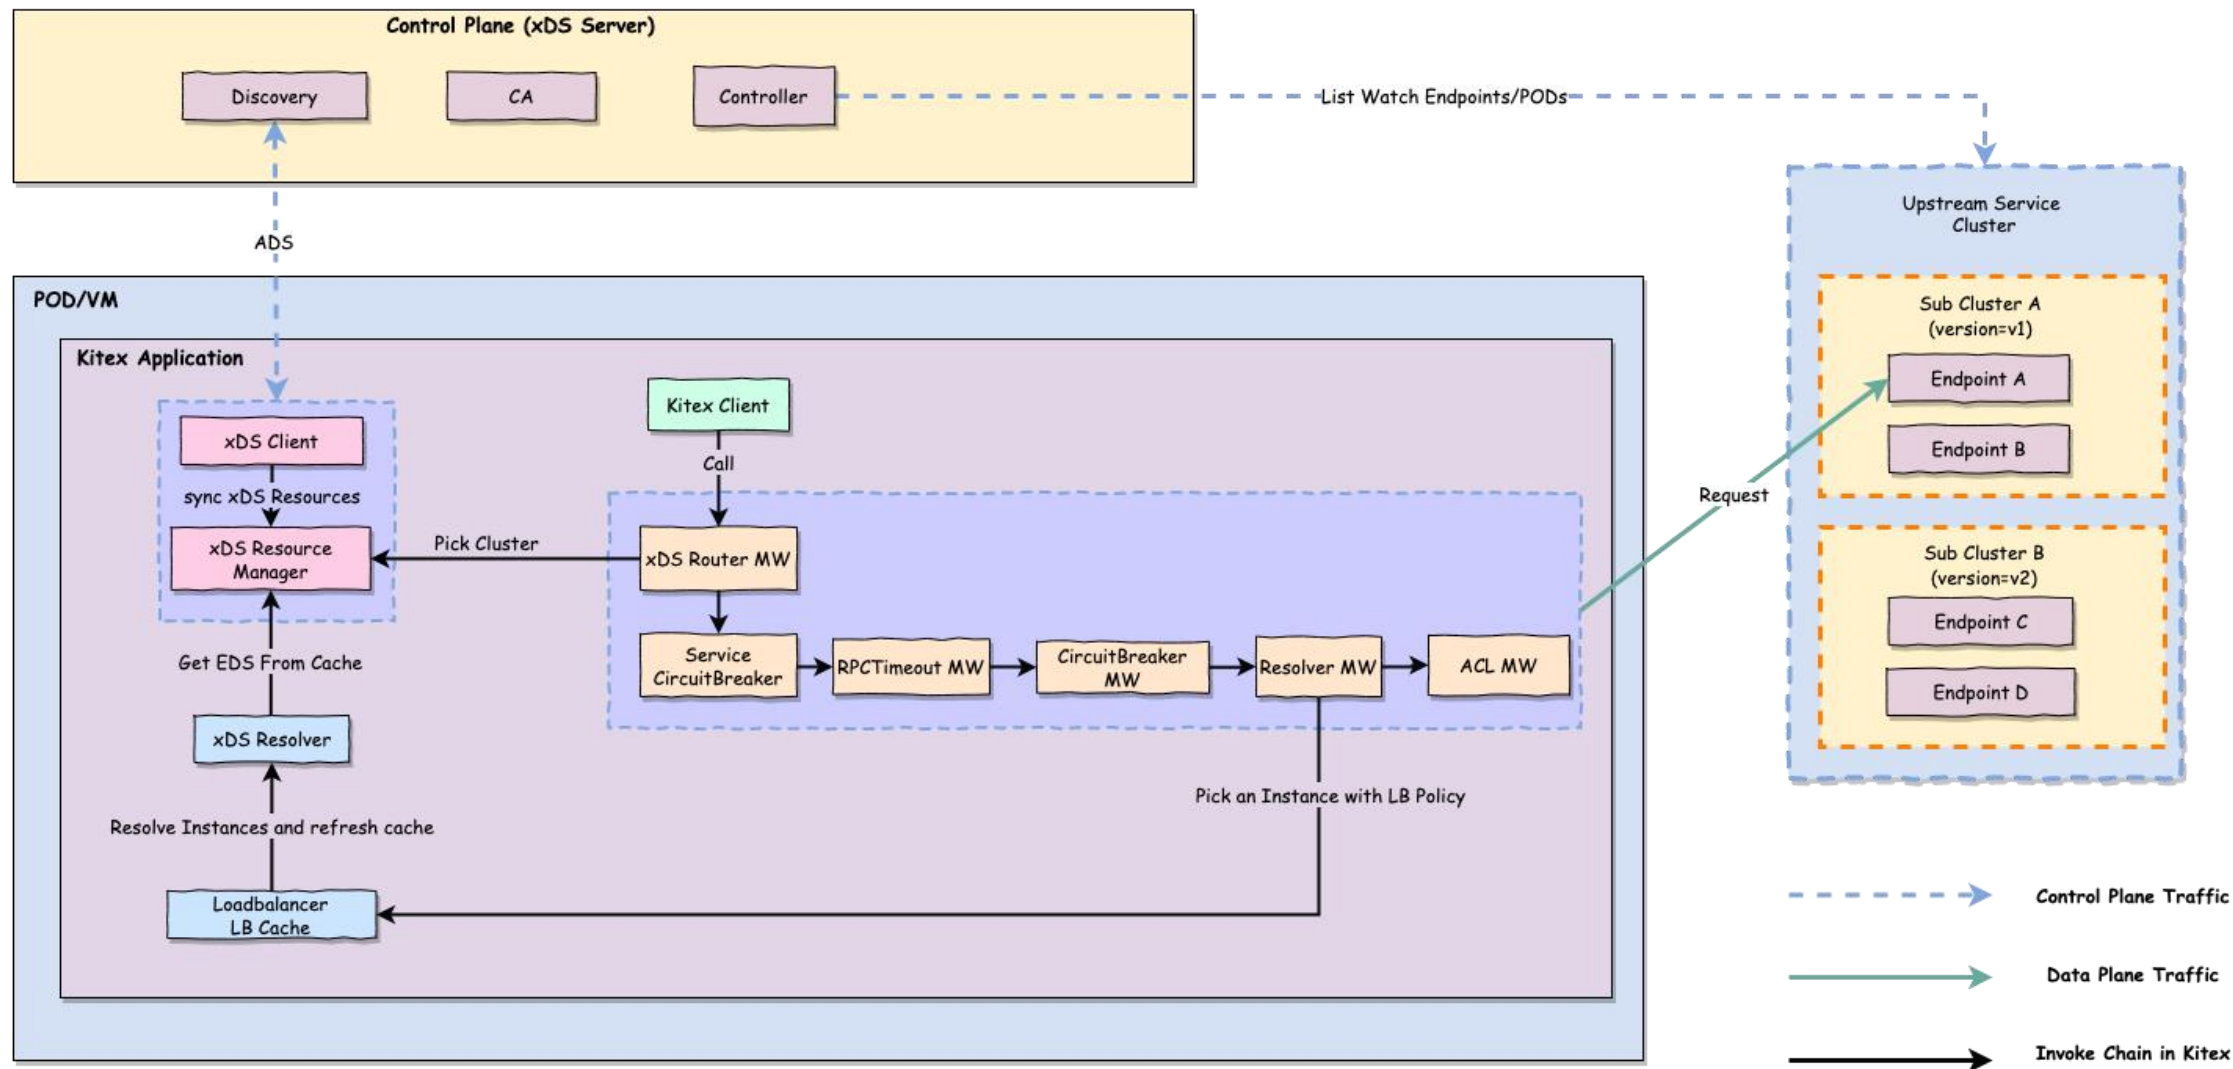 Control Plane (xDS Server)
Discovery
CA
Controller
List Watch Endpoints/PODs
ADS
Upstream Service
Cluster
POD/VM
Kitex Application
xDS Client
sync xDS Resources
xDS Resource
Manager
Pick Cluster
Kitex Client
Call
xDS Router MW
Service
CircuitBreaker
RPCTimeout MW
CircuitBreaker
MW
Resolver MW
ACL MW
Get EDS From Cache
xDS Resolver
Resolve Instances and refresh cache
Loadbalancer
LB Cache
Pick an Instance with LB Policy
Request
Sub Cluster A
(version=v1)
Endpoint A
Endpoint B
Sub Cluster B
(version=v2)
Endpoint C
Endpoint D
Control Plane Traffic
Data Plane Traffic
Invoke Chain in Kitex